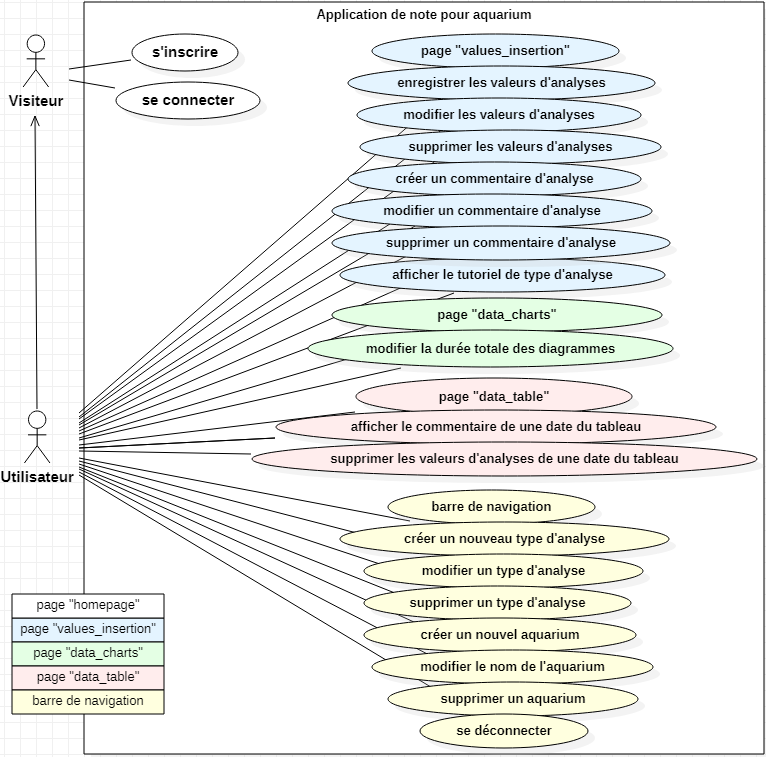 Application de note pour aquarium
s'inscrire
se connecter
Visiteur
page "values_insertion"
enregistrer les valeurs d'analyses
modifier les valeurs d'analyses
supprimer les valeurs d'analyses
créer un commentaire d'analyse
modifier un commentaire d'analyse
supprimer un commentaire d'analyse
afficher le tutoriel de type d'analyse
page "data_charts"
modifier la durée totale des diagrammes
page "data_table"
afficher le commentaire de une date du tableau
supprimer les valeurs d'analyses de une date du tableau
Utilisateur
barre de navigation
créer un nouveau type d'analyse
modifier un type d'analyse
supprimer un type d'analyse
créer un nouvel aquarium
modifier le nom de l'aquarium
supprimer un aquarium
se déconnecter
page "homepage"
page "values_insertion"
page "data_charts"
page "data_table"
barre de navigation